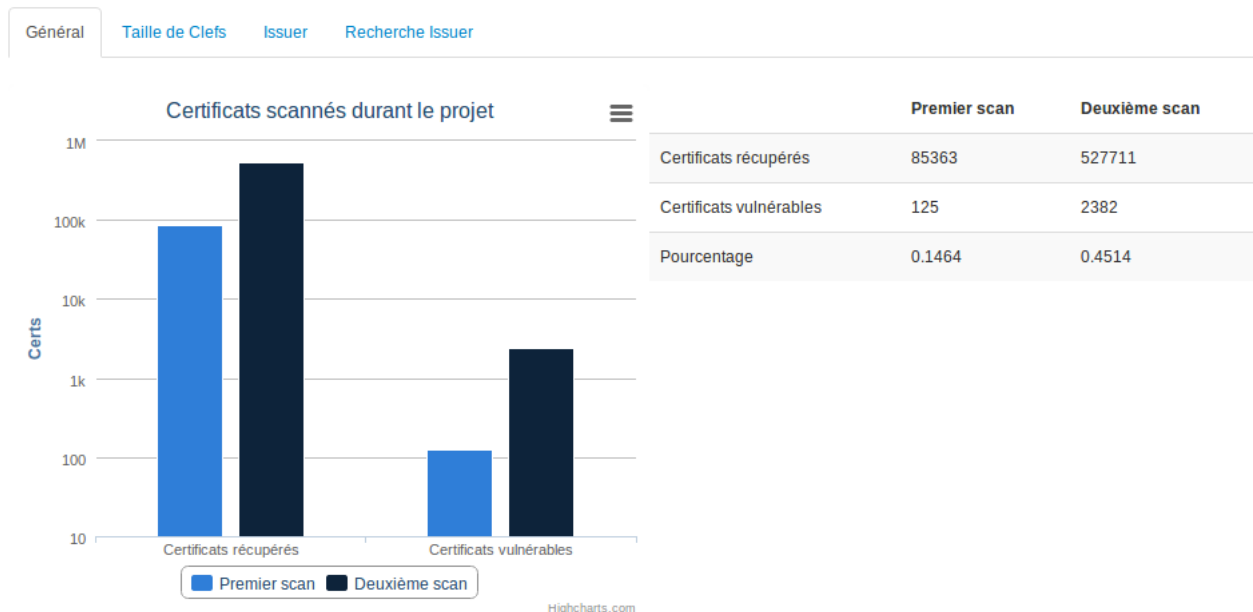 Général Taille de Clefs Issuer Recherche Issuer
Certificats scannés durant le projet
1M
100k
10k
1k
100
10
Certs
Certificats récupérés Certificats vulnérables
Premier scan Deuxième scan
Highcharts.com
Premier scan Deuxième scan
Certificats récupérés 85363 527711
Certificats vulnérables 125 2382
Pourcentage 0.1464 0.4514